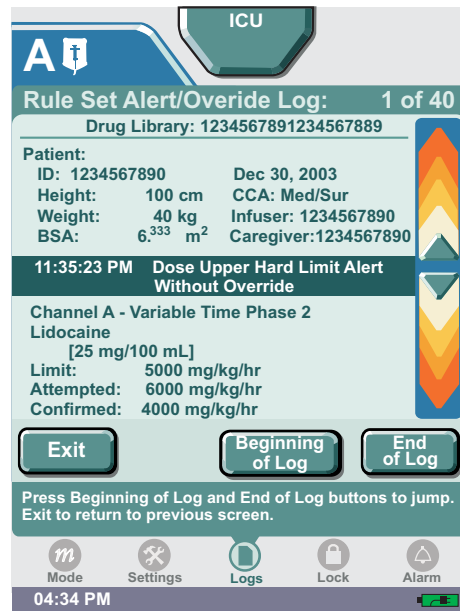 ICU
A
Rule Set Alert/Overide Log: 1 of 40
Drug Library: 1234567891234567889
Patient:
ID: 1234567890 Dec 30, 2003
Height: 100 cm CCA: Med/Sur
Weight: 40 kg Infuser: 1234567890
BSA: 6.333 m2 Caregiver:1234567890
11:35:23 PM Dose Upper Hard Limit Alert
Without Override
Channel A - Variable Time Phase 2
Lidocaine
[25 mg/100 mL]
Limit: 5000 mg/kg/hr
Attempted: 6000 mg/kg/hr
Confirmed: 4000 mg/kg/hr
Exit
Beginning
of Log
End
of Log
Press Beginning of Log and End of Log buttons to jump.
Exit to return to previous screen.
m
Mode Settings Logs Lock Alarm
04:34 PM